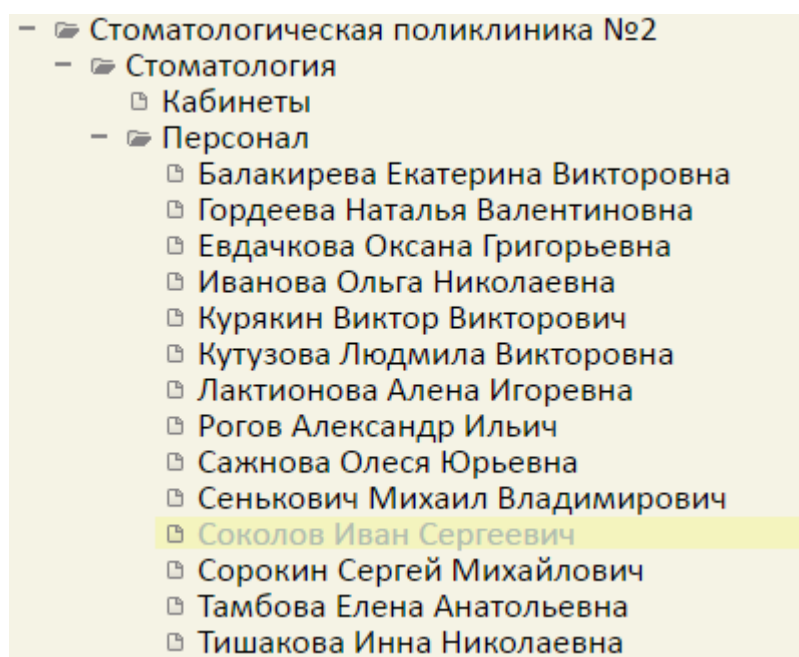 Стоматологическая поликлиника №2
Стоматология
Кабинеты
Персонал
Балакирева Екатерина Викторовна
Гордеева Наталья Валентиновна
Евдачкова Оксана Григорьевна
Иванова Ольга Николаевна
Курякин Виктор Викторович
Кутузова Людмила Викторовна
Лактионова Алена Игоревна
Рогов Александр Ильич
Сажнова Олеся Юрьевна
Сенькович Михаил Владимирович
Соколов Иван Сергеевич
Сорокин Сергей Михайлович
Тамбова Елена Анатольевна
Тишакова Инна Николаевна